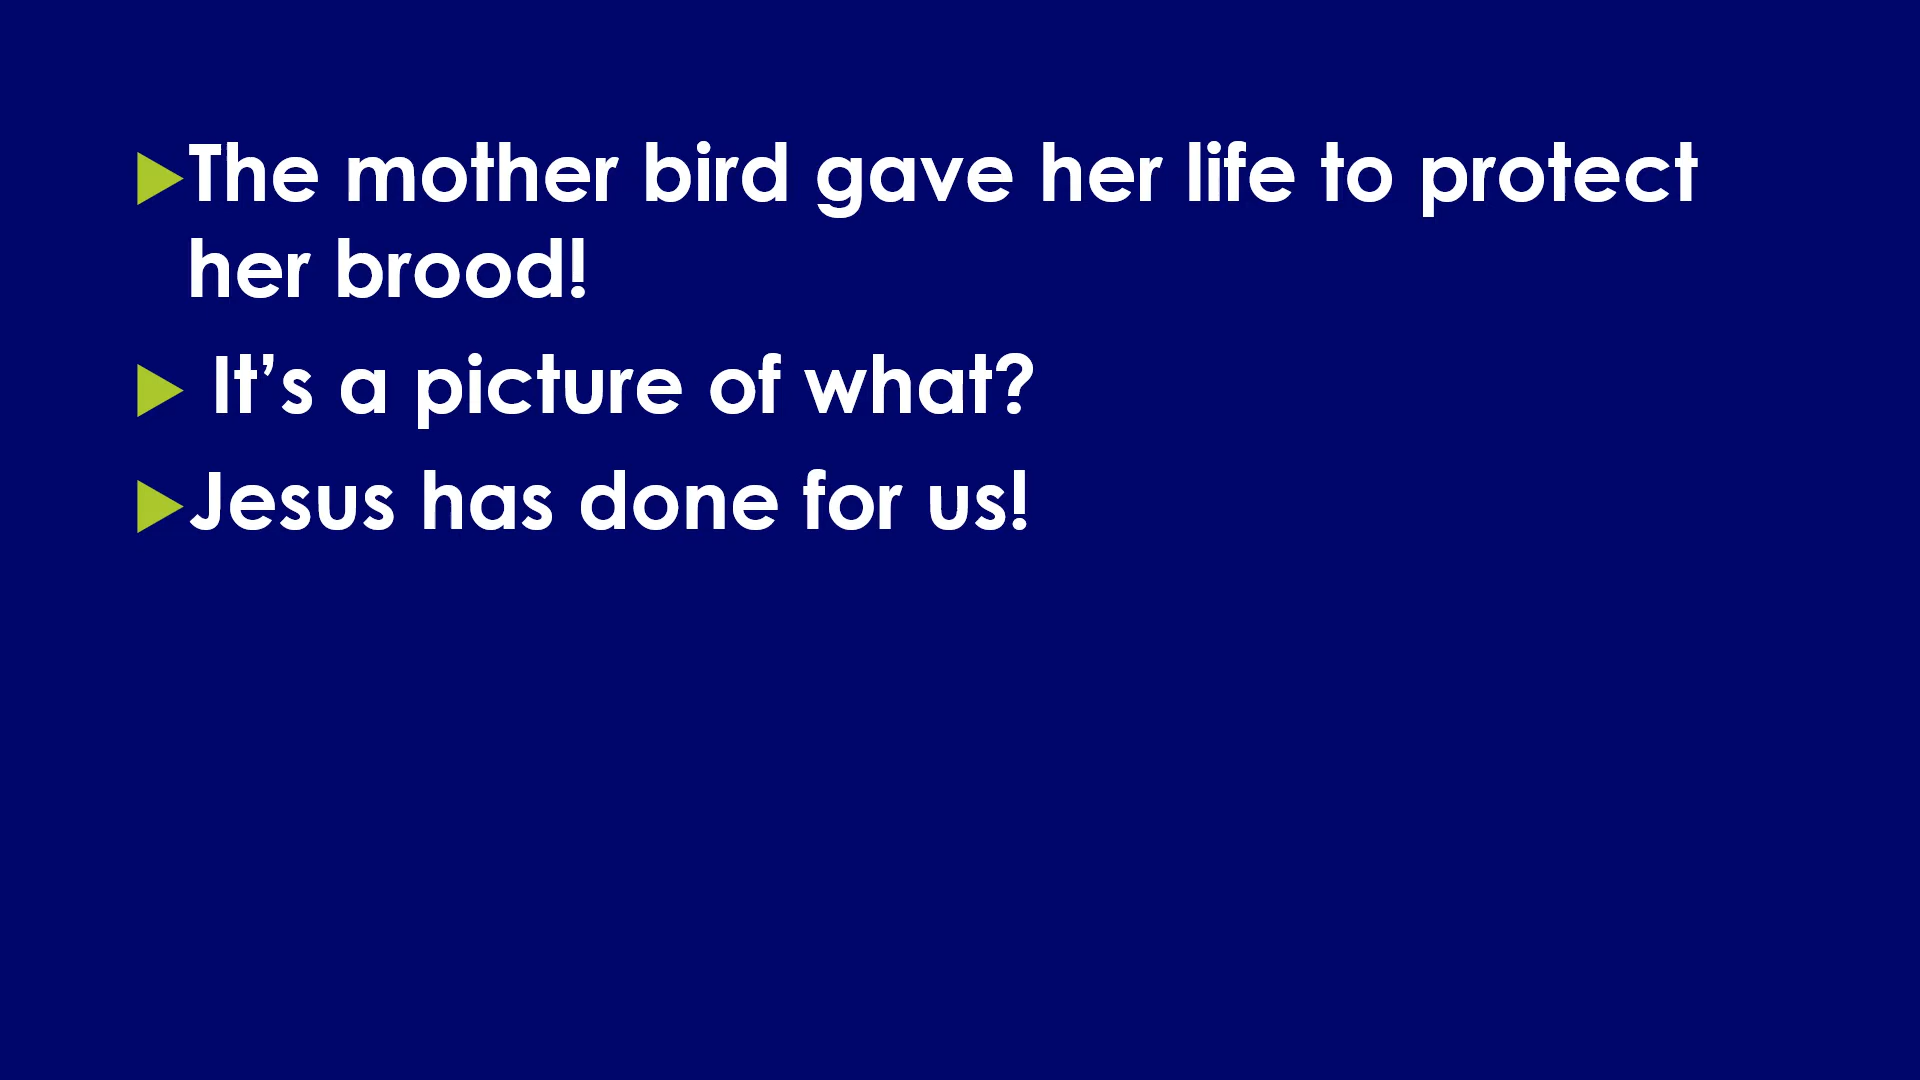 The mother bird gave her life to protect
her brood!
It’s a picture of what?
Jesus has done for us!